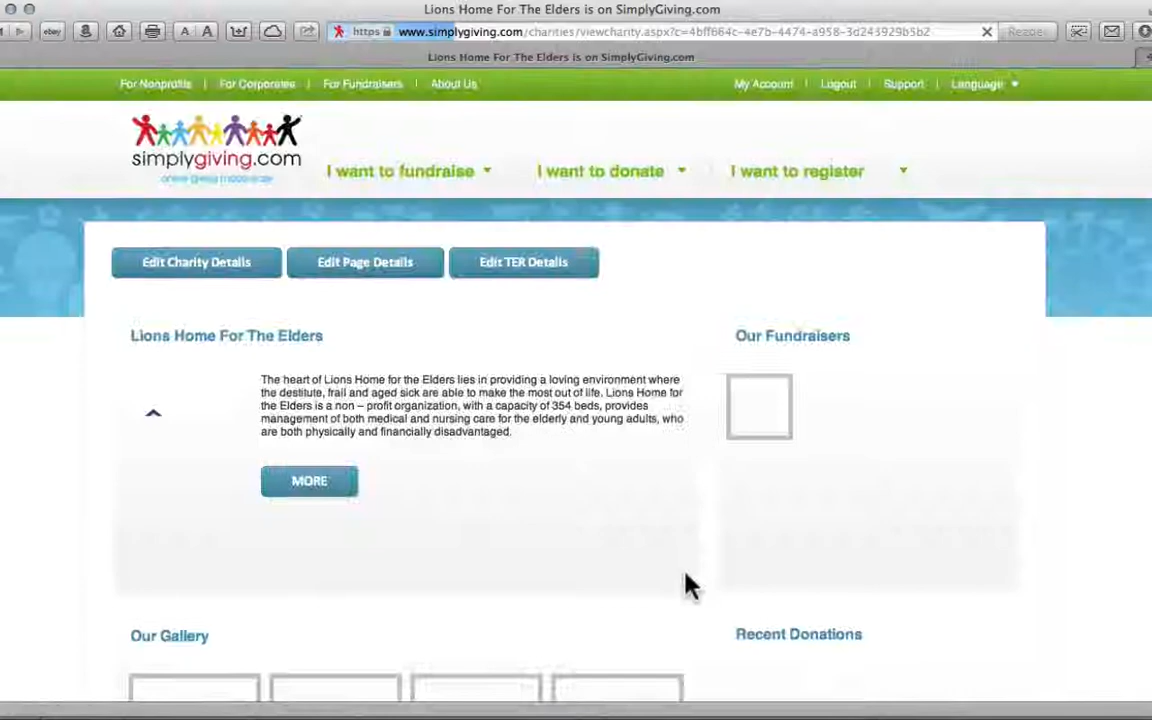 Lions Home For The Elders is on SimplyGiving.com
ebay A A https www.simplygiving.com/charities/viewcharity.aspx?c=4bff664c-4e7b-4474-a958-3d243929b5b2
Lions Home For The Elders is on SimplyGiving.com
For Nonprofits For Corporates For Fundraisers About Us My Account Logout Support Language
simplygiving.com
I want to fundraise I want to donate I want to register
Edit Charity Details Edit Page Details Edit TER Details
Lions Home For The Elders
Our Fundraisers
The heart of Lions Home for the Elders lies in providing a loving environment where
the destitute, frail and aged sick are able to make the most out of life. Lions Home for
the Elders is a non – profit organization, with a capacity of 354 beds, provides
management of both medical and nursing care for the elderly and young adults, who
are both physically and financially disadvantaged.
MORE
Our Gallery
Recent Donations